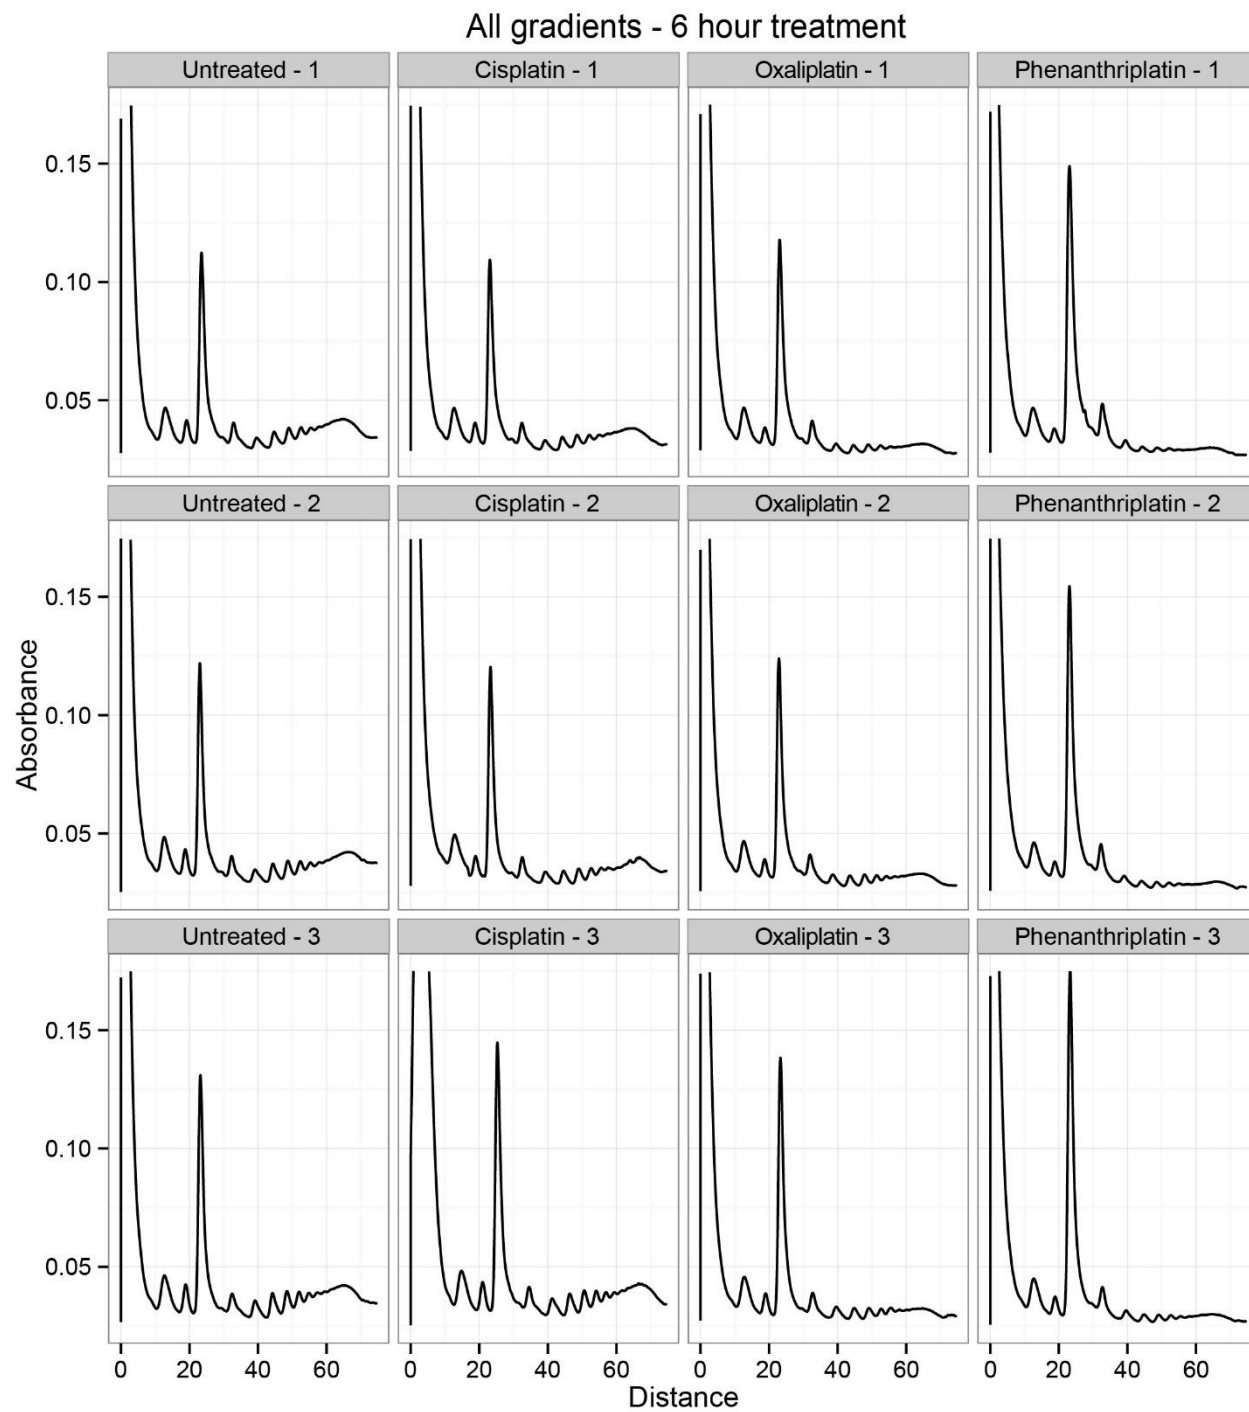 All gradients - 6 hour treatment
Untreated - 1 Cisplatin - 1 Oxaliplatin - 1 Phenanthriplatin - 1
0.15
0.10
0.05
Untreated - 2 Cisplatin - 2 Oxaliplatin - 2 Phenanthriplatin - 2
0.15
0.10
0.05
Absorbance
Untreated - 3 Cisplatin - 3 Oxaliplatin - 3 Phenanthriplatin - 3
0.15
0.10
0.05
0 20 40 60 0 20 40 60 0 20 40 60 0 20 40 60
Distance